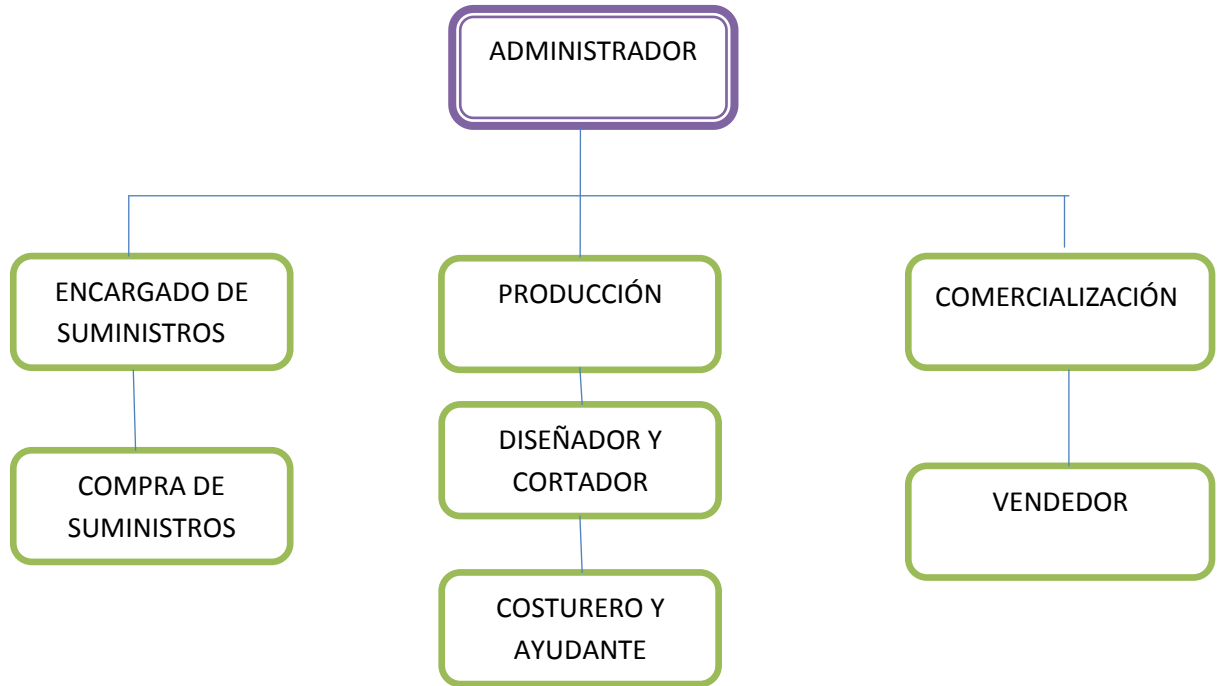 ADMINISTRADOR
ENCARGADO DE
SUMINISTROS
PRODUCCIÓN
COMERCIALIZACIÓN
DISEÑADOR Y
CORTADOR
COMPRA DE
SUMINISTROS
VENDEDOR
COSTURERO Y
AYUDANTE